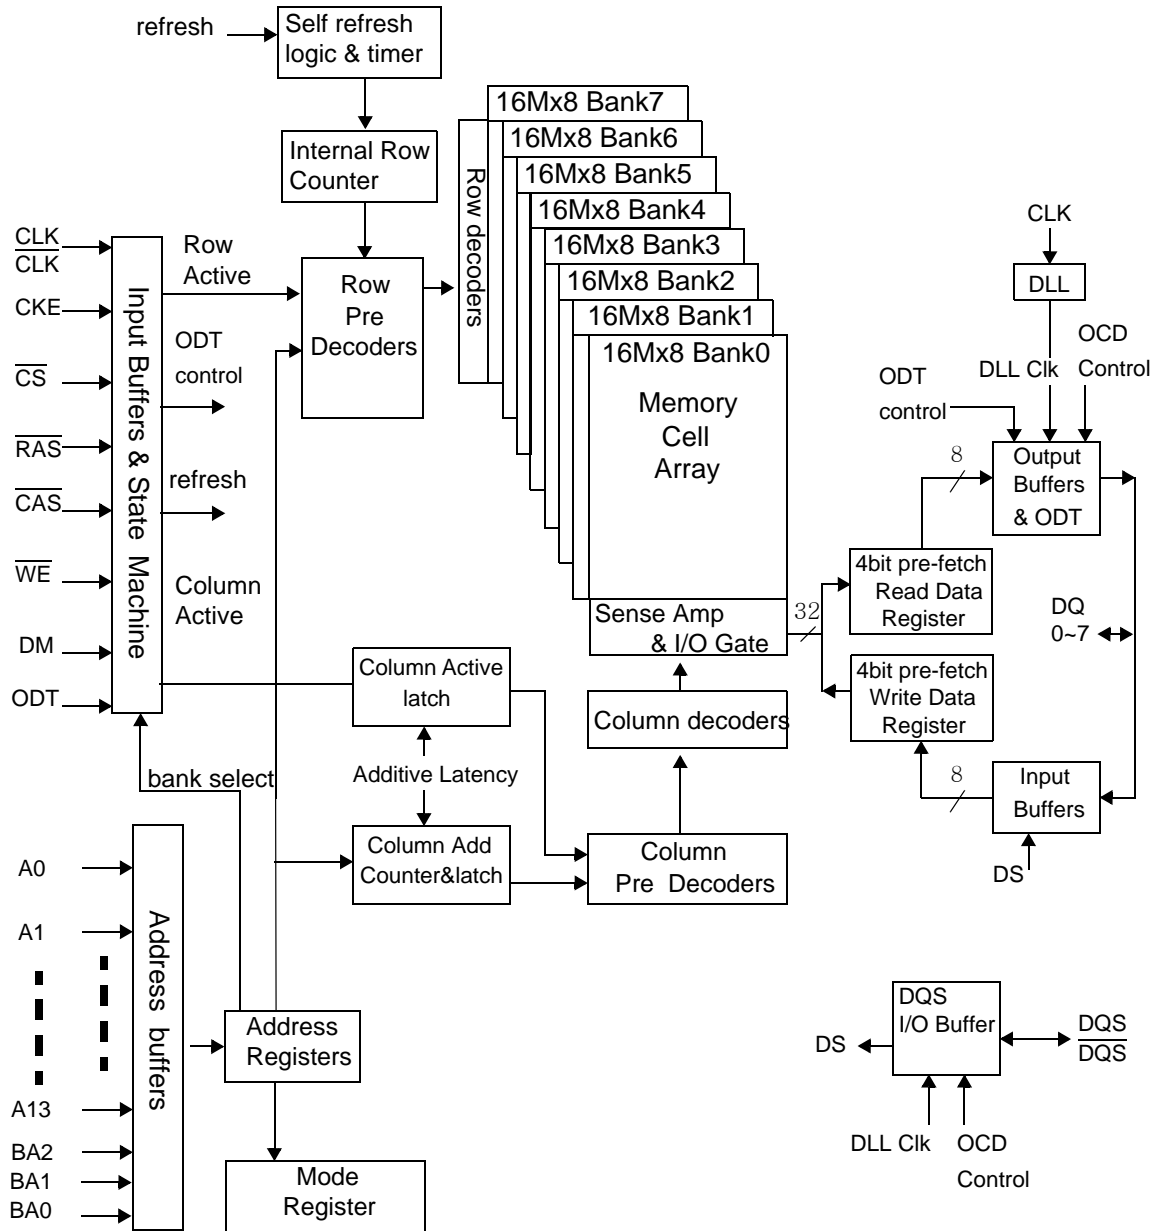 refresh
Self refresh
logic & timer
Internal Row
Counter
16Mx8 Bank7
16Mx8 Bank6
16Mx8 Bank5
16Mx8 Bank4
16Mx8 Bank3
16Mx8 Bank2
16Mx8 Bank1
16Mx8 Bank0
Memory
Cell
Array
Row decoders
CLK
CLK
CKE
CS
RAS
CAS
WE
DM
ODT
Input Buffers & State Machine
Row
Active
ODT
control
refresh
Column
Active
Row
Pre
Decoders
Sense Amp
& I/O Gate
Column decoders
32
CLK
DLL
DLL Clk
OCD
Control
ODT
control
8
Output
Buffers
& ODT
4bit pre-fetch
Read Data
Register
DQ
0~7
4bit pre-fetch
Write Data
Register
8
Input
Buffers
DS
Column Active
latch
Additive Latency
bank select
Column Add
Counter&latch
Column
Pre Decoders
A0
A1
A13
BA2
BA1
BA0
Address buffers
Address
Registers
Mode
Register
DQS
I/O Buffer
DS
DQS
DQS
DLL Clk
OCD
Control